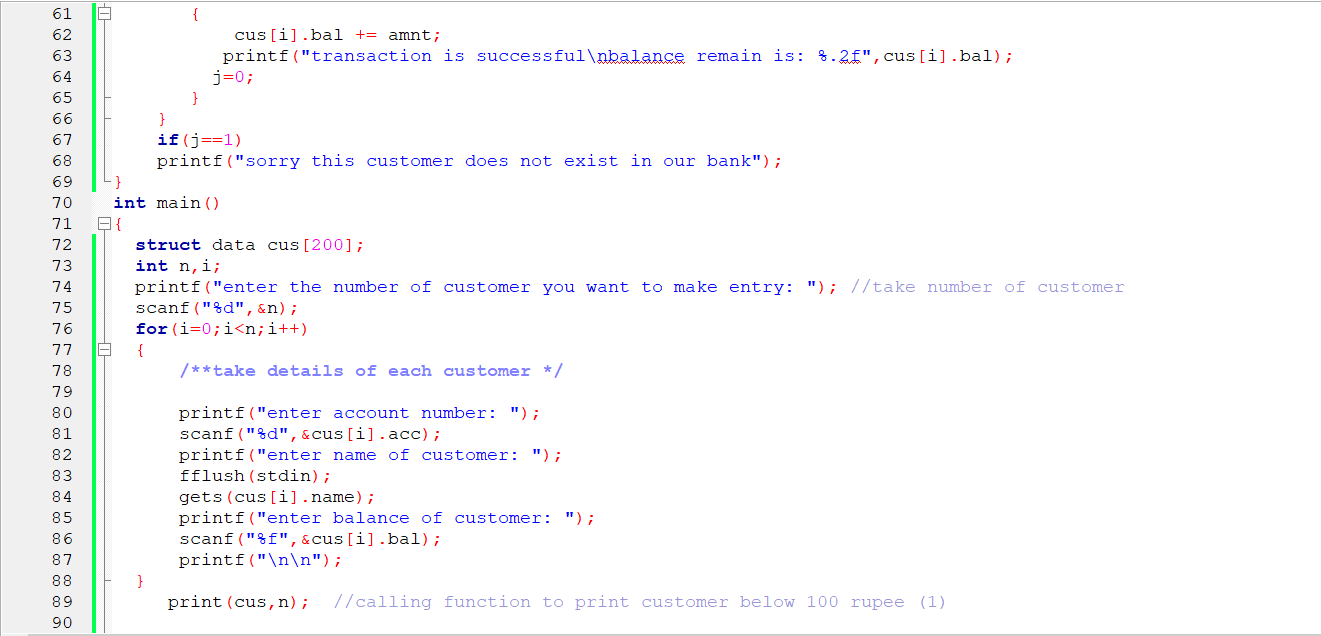 61 {
62 cus[i].bal += amnt;
63 printf("transaction is successful\nbalance remain is: %.2f",cus[i].bal);
64 j=0;
65 }
66 }
67 if(j==1)
68 printf("sorry this customer does not exist in our bank");
69 }
70 int main()
71 {
72 struct data cus[200];
73 int n,i;
74 printf("enter the number of customer you want to make entry: "); //take number of customer
75 scanf("%d",&n);
76 for(i=0;i<n;i++)
77 {
78 /**take details of each customer */
79
80 printf("enter account number: ");
81 scanf("%d",&cus[i].acc);
82 printf("enter name of customer: ");
83 fflush(stdin);
84 gets(cus[i].name);
85 printf("enter balance of customer: ");
86 scanf("%f",&cus[i].bal);
87 printf("\n\n");
88 }
89 print(cus,n); //calling function to print customer below 100 rupee (1)
90